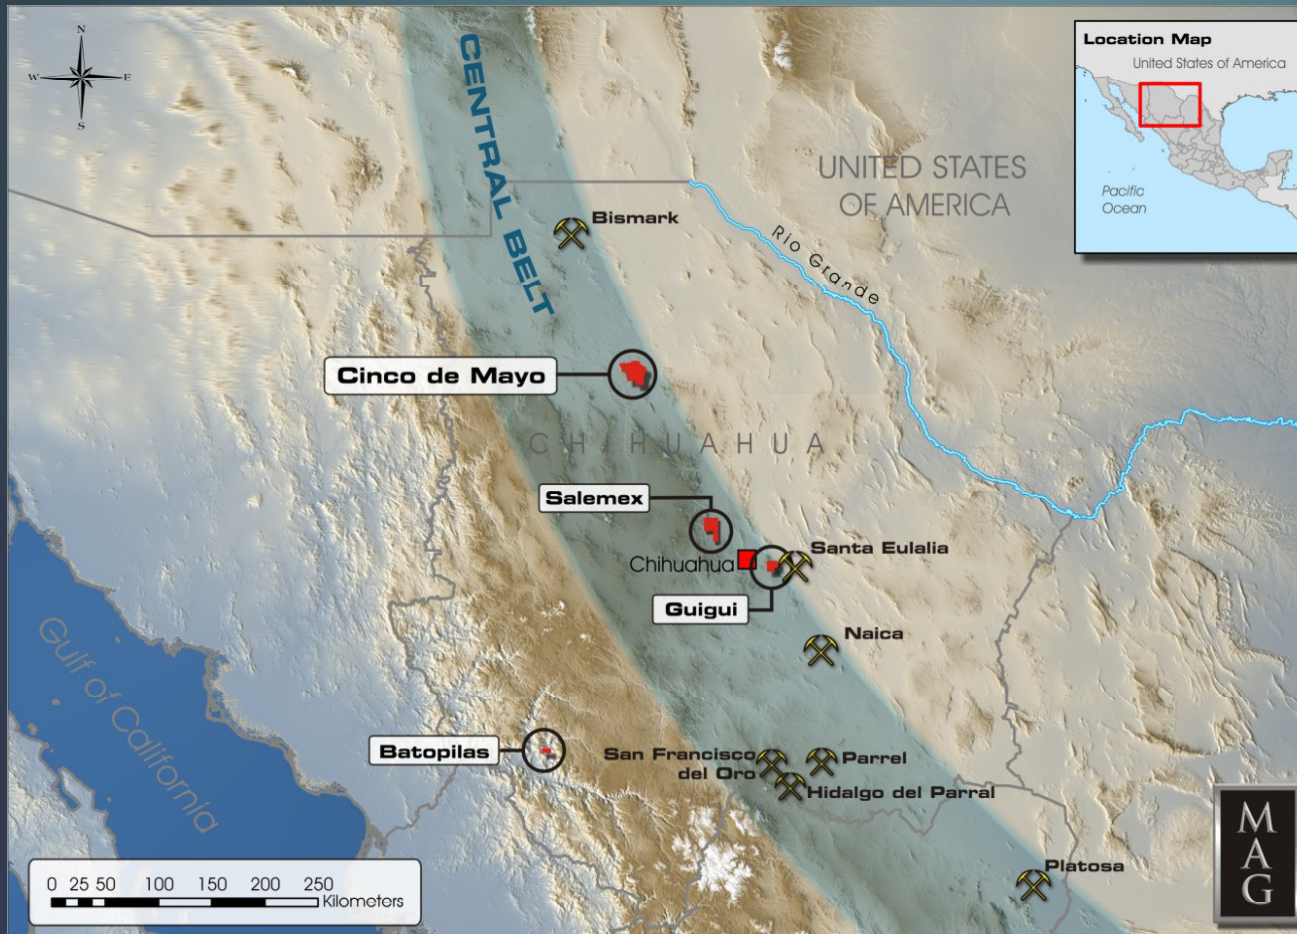 N
W E
S
CENTRAL BELT
Location Map
United States of America
Pacific
Ocean
UNITED STATES
OF AMERICA
Bismark
Rio Grande
Cinco de Mayo
CHIHUAHUA
Salemex
Chihuahua
Santa Eulalia
Guigui
Naica
Gulf of California
Batopilas
San Francisco
del Oro
Parrel
Hidalgo del Parral
Platosa
0 25 50 100 150 200 250
Kilometers
M
A
G